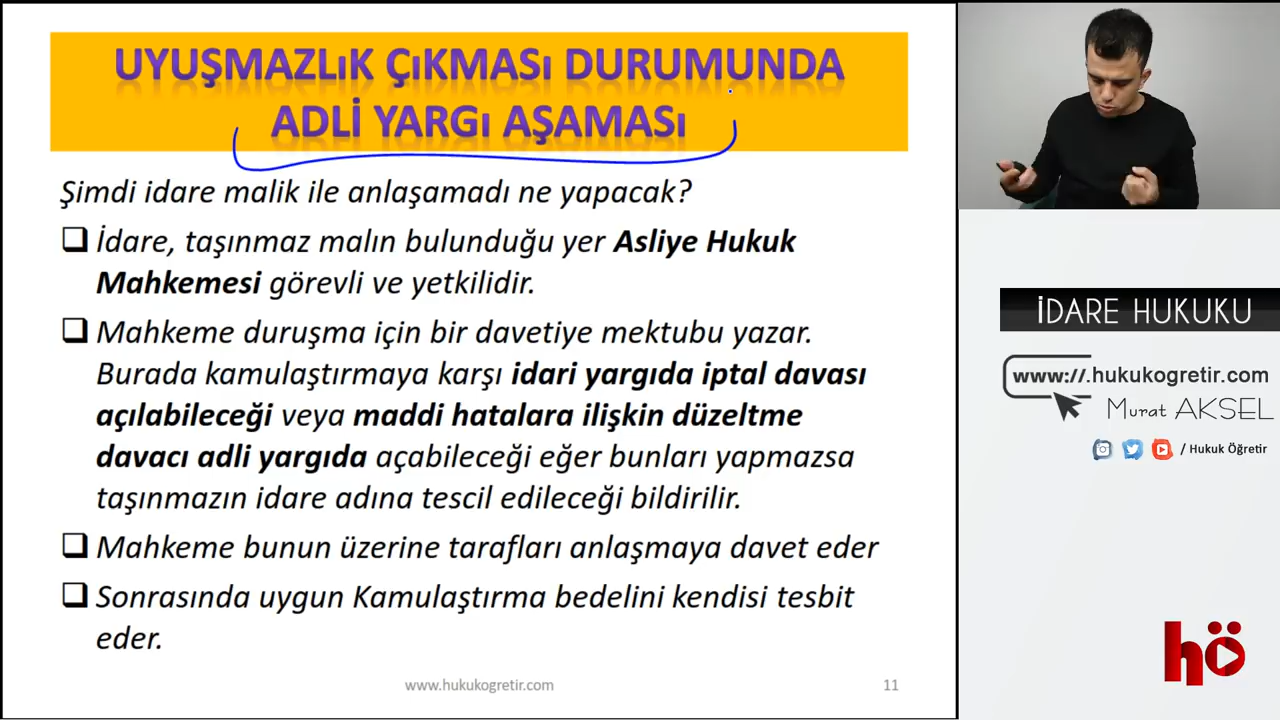 UYUŞMAZLıK ÇıKMASı DURUMUNDA
ADLİ YARGı AŞAMASı
Şimdi idare malik ile anlaşamadı ne yapacak?
İdare, taşınmaz malın bulunduğu yer Asliye Hukuk
Mahkemesi görevli ve yetkilidir.
Mahkeme duruşma için bir davetiye mektubu yazar.
Burada kamulaştırmaya karşı idari yargıda iptal davası
açılabileceği veya maddi hatalara ilişkin düzeltme
davacı adli yargıda açabileceği eğer bunları yapmazsa
taşınmazın idare adına tescil edileceği bildirilir.
Mahkeme bunun üzerine tarafları anlaşmaya davet eder
Sonrasında uygun Kamulaştırma bedelini kendisi tesbit
eder.
www.hukukogretir.com
11
İDARE HUKUKU
www://.hukukogretir.com
Murat AKSEL
/ Hukuk Öğretir
hö